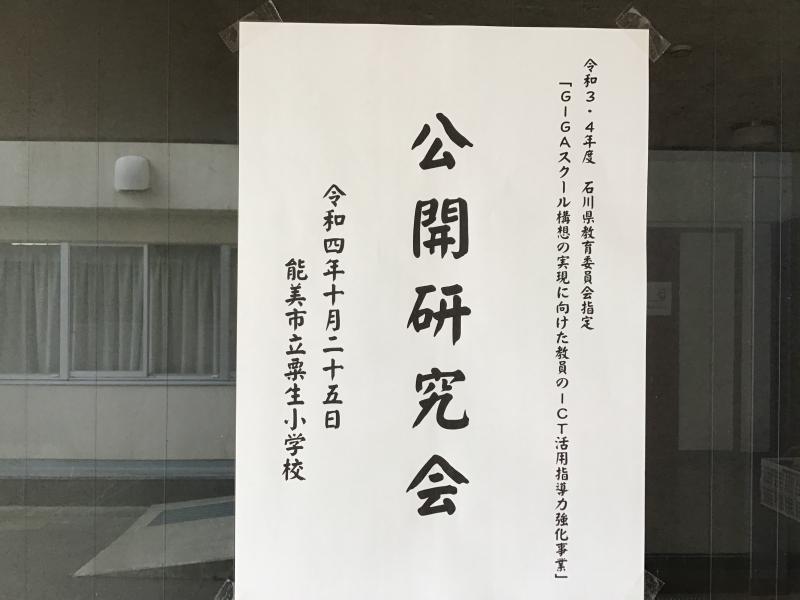 令和3・4年度　石川県教育委員会指定
「GIGAスクール構想の実現に向けた教員のICT活用指導力強化事業」
公開研究会
令和四年十月二十五日
能美市立粟生小学校